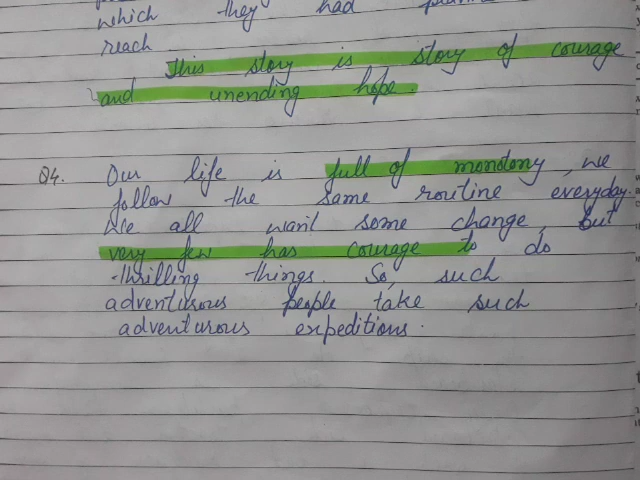 which they had
reach
This story is story of courage
and unending hope.
Q4. Our life is full of monotony, we
follow the same routine everyday.
We all want some change, but
very few has courage to do
thrilling things. So, such
adventurous people take such
adventurous expeditions.